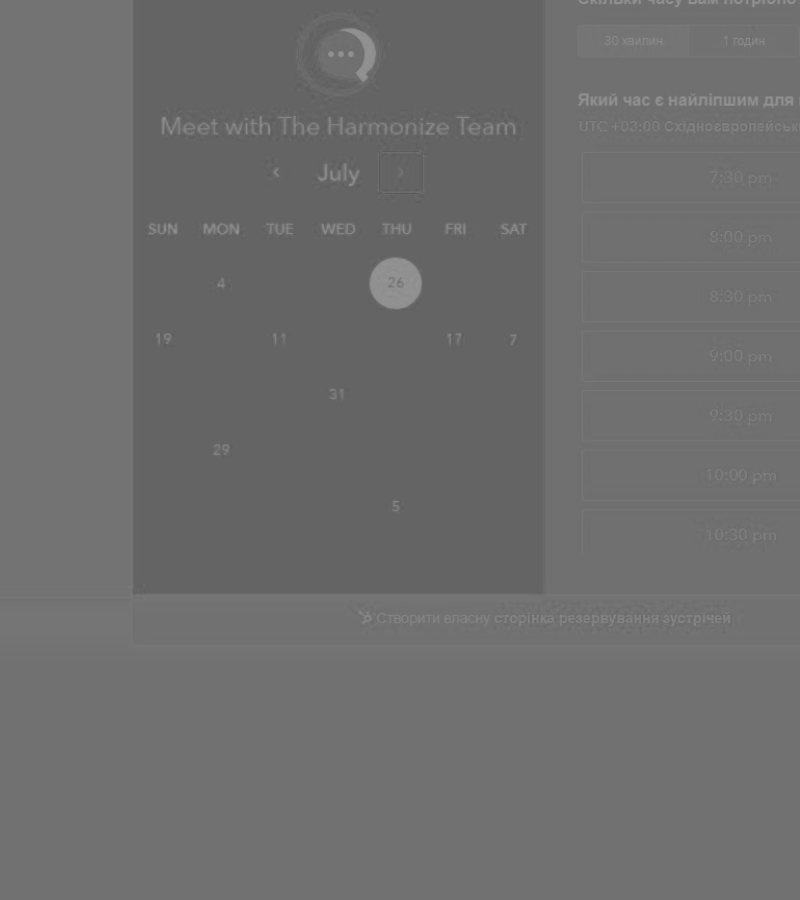 Meet with The Harmonize Team
July
SUN MON TUE WED THU FRI SAT
4 26
19 11 17 7
31
29
5
Скільки часу вам
30 хвилин 1 годин
Який час є найліпшим для
UTC +03:00
7:30 pm
8:00 pm
8:30 pm
9:00 pm
9:30 pm
10:00 pm
10:30 pm
Створити власну сторінка резервування зустрічей